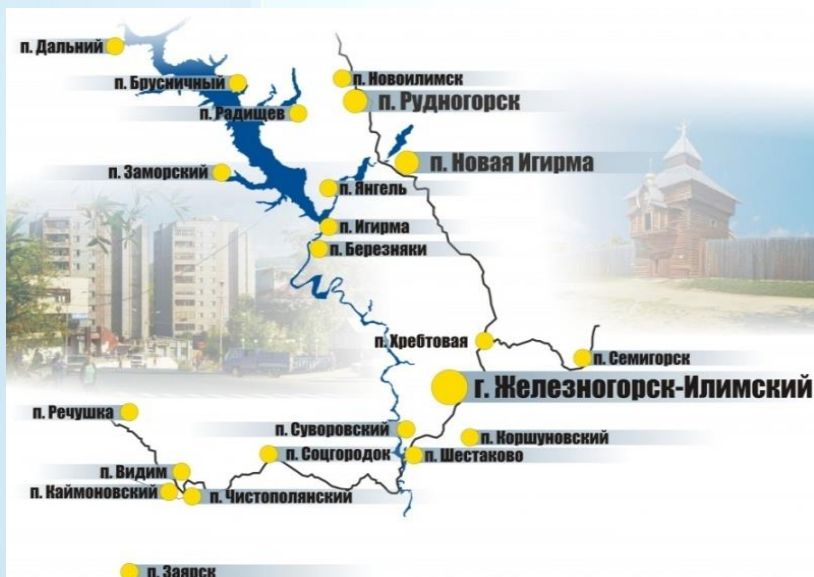 п. Дальний
п. Брусничный
п. Новоилимск
п. Рудногорск
п. Радищев
п. Новая Игирма
п. Заморский
п. Янгель
п. Игирма
п. Березняки
п. Хребтовая
п. Семигорск
г. Железногорск-Илимский
п. Речушка
п. Суворовский
п. Коршуновский
п. Соцгородок
п. Шестаково
п. Видим
п. Каймоновский
п. Чистополянский
п. Заярск